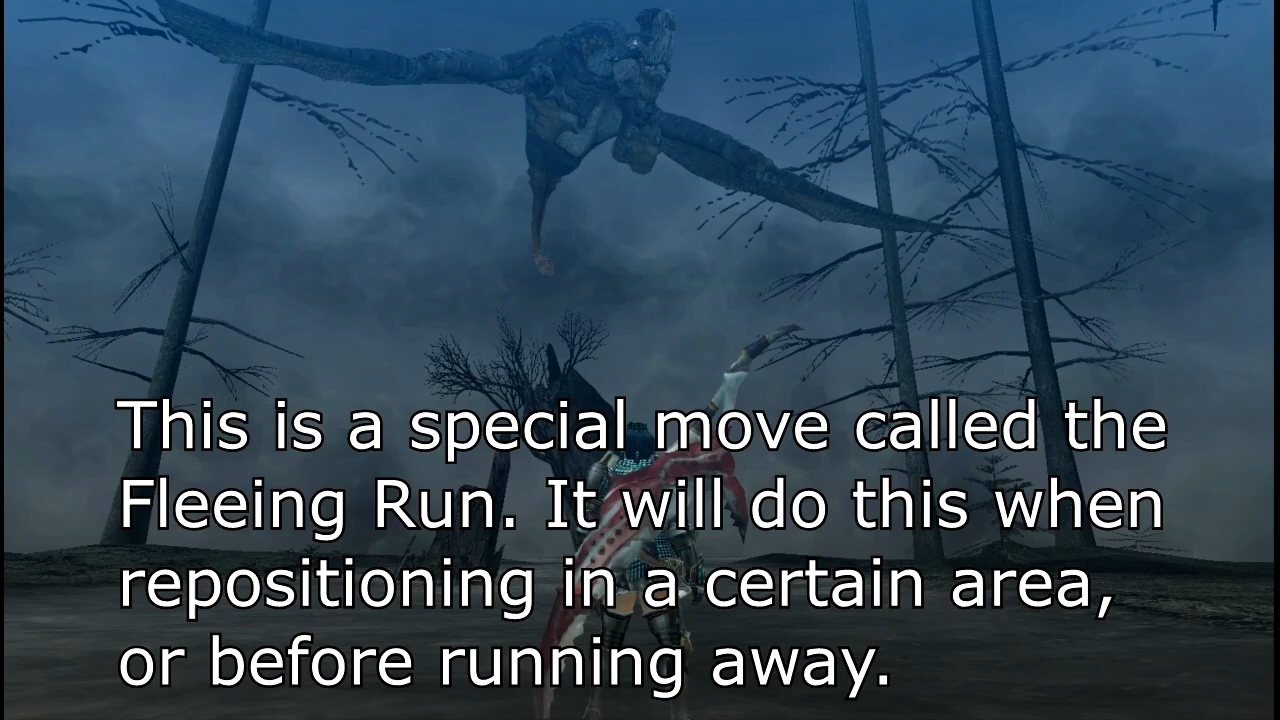 This is a special move called the
Fleeing Run. It will do this when
repositioning in a certain area,
or before running away.